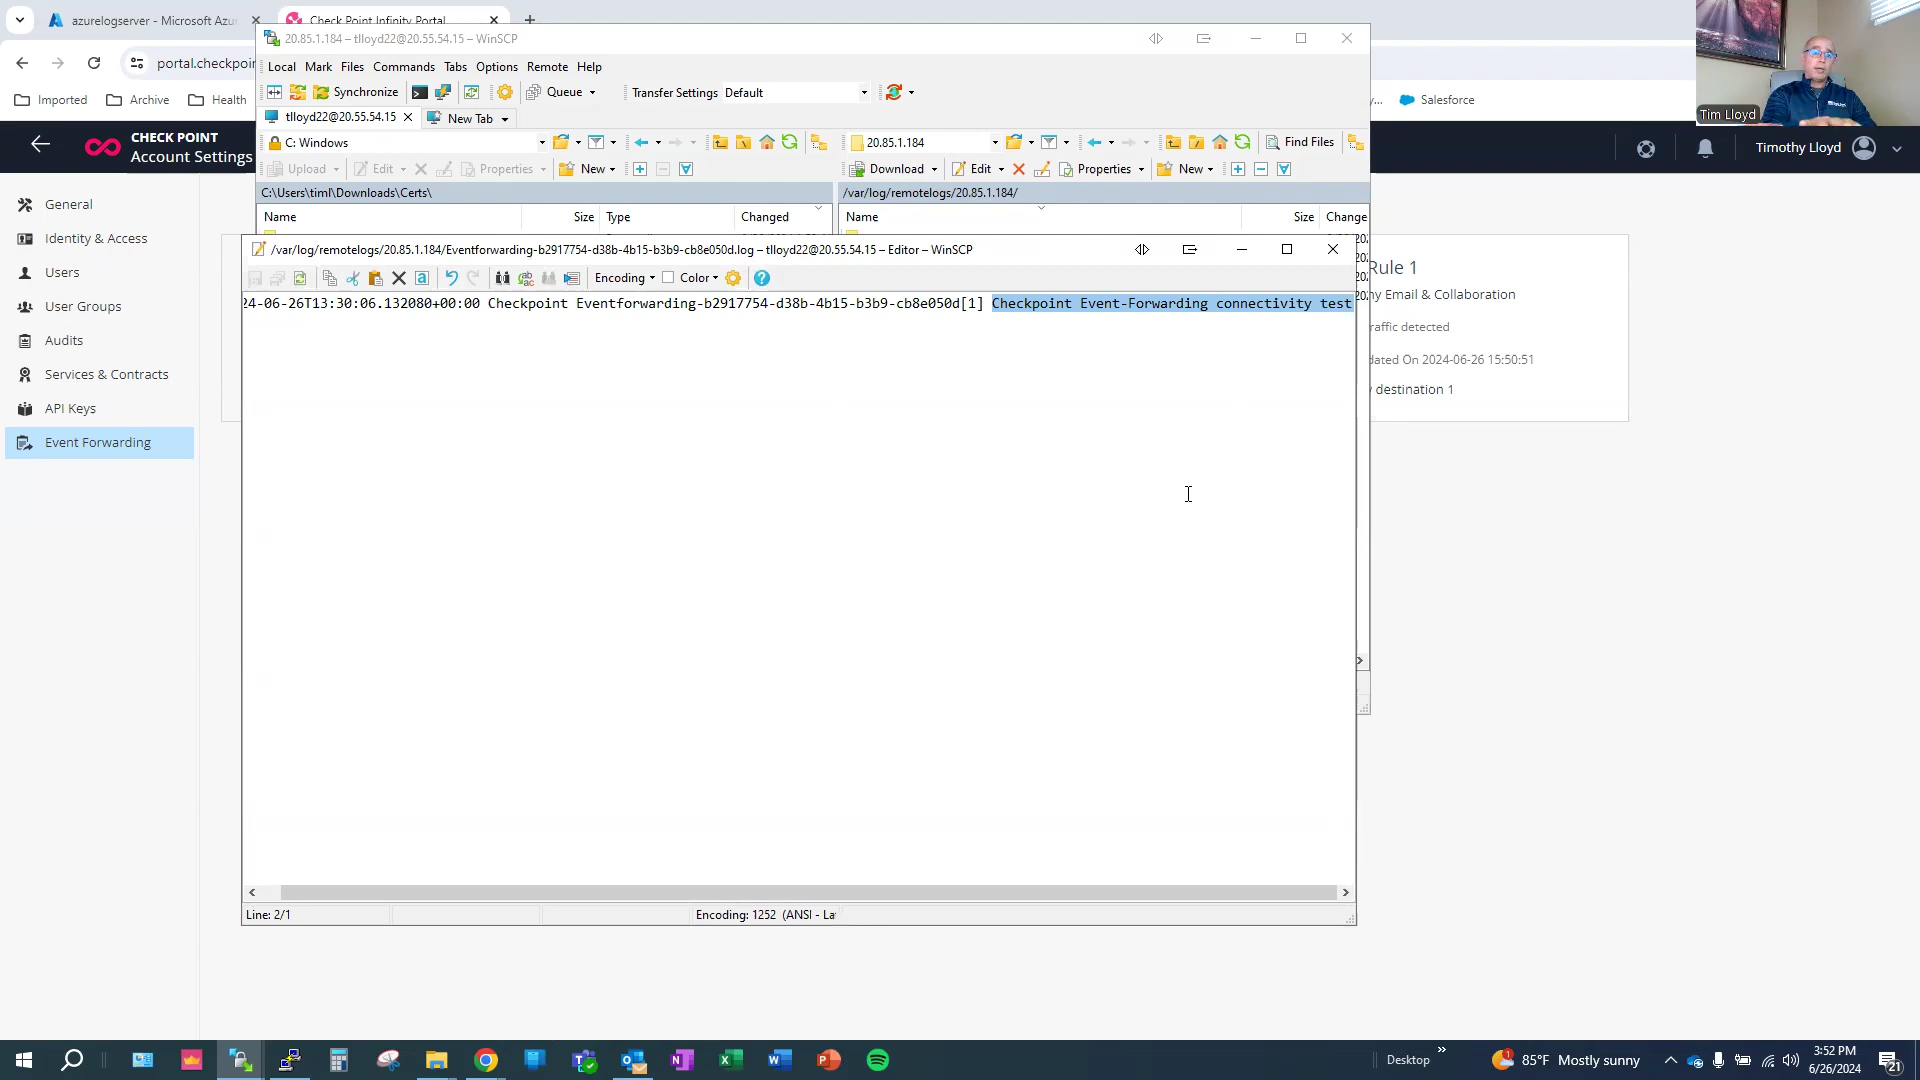 azurelogserver - Microsoft Azur
Check Point Infinity Portal
portal.checkpoin
Imported
Archive
Health
Salesforce
Tim Lloyd
CHECK POINT
Account Settings
Timothy Lloyd
General
Identity & Access
Users
User Groups
Audits
Services & Contracts
API Keys
Event Forwarding
20.85.1.184 – tlloyd22@20.55.54.15 – WinSCP
Local Mark Files Commands Tabs Options Remote Help
Synchronize
Queue
Transfer Settings Default
tlloyd22@20.55.54.15
New Tab
C: Windows
20.85.1.184
Find Files
Upload
Edit
Properties
New
Download
Edit
Properties
New
C:\Users\timl\Downloads\Certs\
/var/log/remotelogs/20.85.1.184/
Name Size Type Changed
Name Size Change
/var/log/remotelogs/20.85.1.184/Eventforwarding-b2917754-d38b-4b15-b3b9-cb8e050d.log – tlloyd22@20.55.54.15 – Editor – WinSCP
Encoding
Color
24-06-26T13:30:06.132080+00:00 Checkpoint Eventforwarding-b2917754-d38b-4b15-b3b9-cb8e050d[1] Checkpoint Event-Forwarding connectivity test
Line: 2/1
Encoding: 1252 (ANSI - La
Rule 1
ny Email & Collaboration
raffic detected
dated On 2024-06-26 15:50:51
destination 1
Desktop
85°F Mostly sunny
3:52 PM
6/26/2024
21